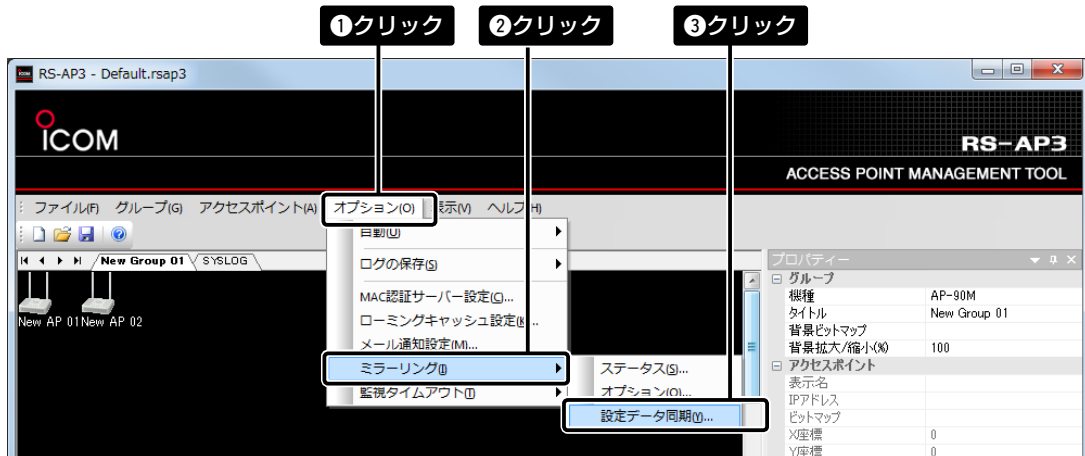 ❶クリック ❷クリック ❸クリック
RS-AP3 - Default.rsap3
ICOM
RS-AP3
ACCESS POINT MANAGEMENT TOOL
ファイル(F) グループ(G) アクセスポイント(A) オプション(O) 表示(V) ヘルプ(H)
New Group 01 SYSLOG
New AP 01 New AP 02
自動(U)
ログの保存(S)
MAC認証サーバー設定(C)...
ローミングキャッシュ設定(K)...
メール通知設定(M)...
ミラーリング(I)
監視タイムアウト(T)
ステータス(S)...
オプション(O)...
設定データ同期(Y)...
プロパティー
グループ
機種 AP-90M
タイトル New Group 01
背景ビットマップ
背景拡大/縮小(%) 100
アクセスポイント
表示名
IPアドレス
ビットマップ
X座標 0
Y座標 0